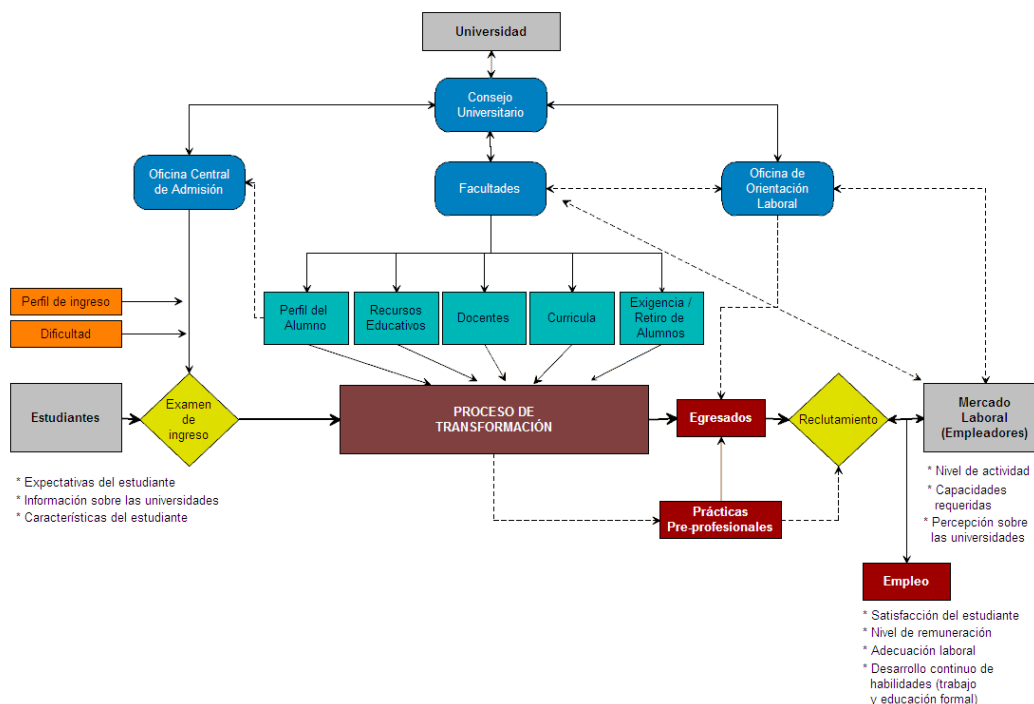 Universidad
Consejo
Universitario
Oficina Central
de Admisión
Facultades
Oficina de
Orientación
Laboral
Perfil de ingreso
Dificultad
Perfil del
Alumno
Recursos
Educativos
Docentes
Curricula
Exigencia /
Retiro de
Alumnos
Estudiantes
Examen
de
ingreso
PROCESO DE
TRANSFORMACIÓN
Egresados
Reclutamiento
Mercado
Laboral
(Empleadores)
* Expectativas del estudiante
* Información sobre las universidades
* Características del estudiante
Prácticas
Pre-profesionales
* Nivel de actividad
* Capacidades
requeridas
* Percepción sobre
las universidades
Empleo
* Satisfacción del estudiante
* Nivel de remuneración
* Adecuación laboral
* Desarrollo continuo de
habilidades (trabajo
y educación formal)